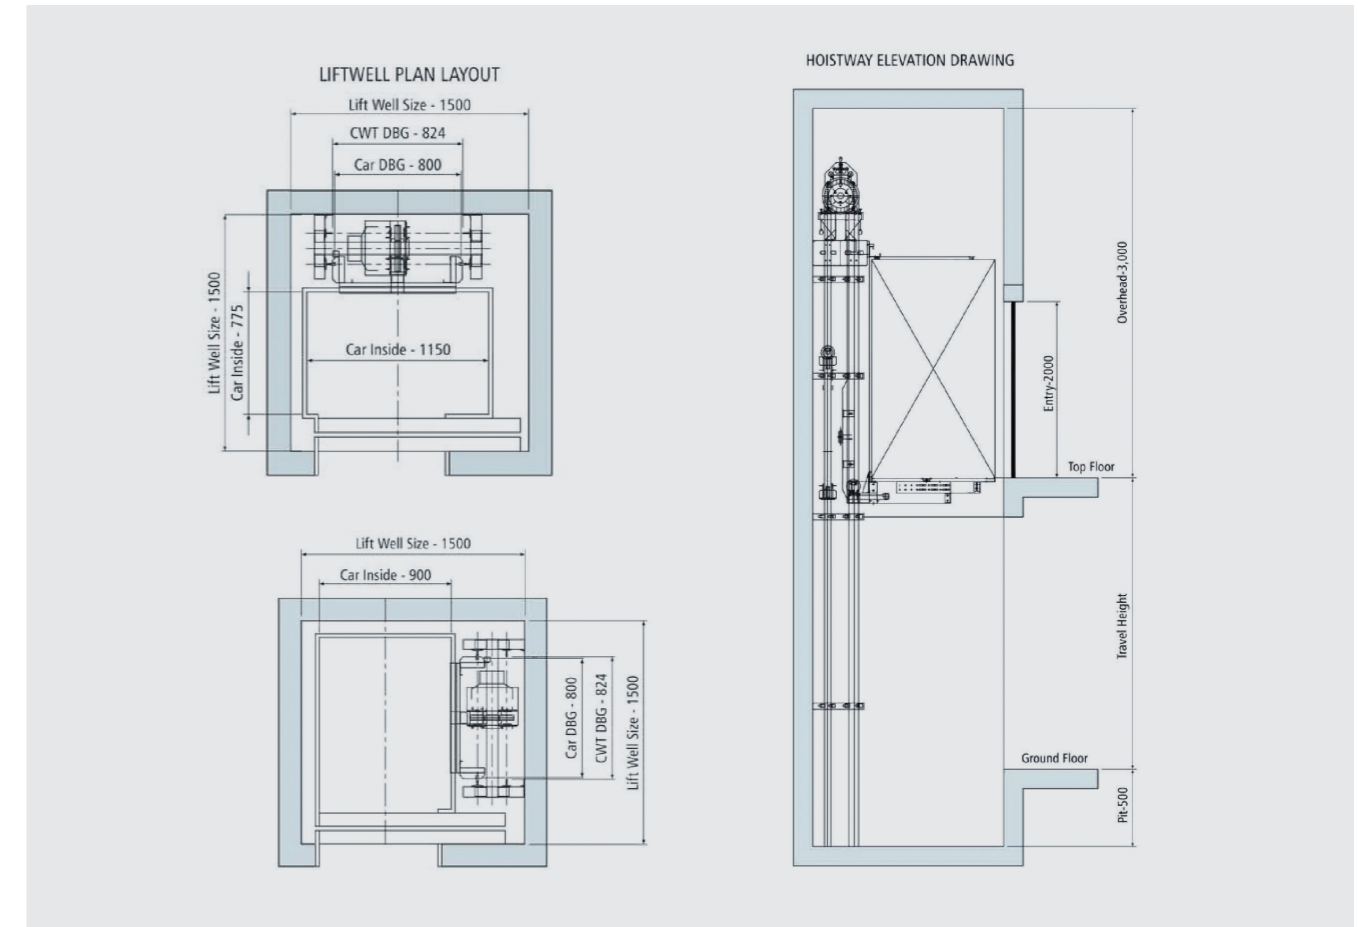 LIFTWELL PLAN LAYOUT
Lift Well Size - 1500
CWT DBG - 824
Car DBG - 800
Lift Well Size - 1500
Car Inside - 775
Car Inside - 1150
Lift Well Size - 1500
Car Inside - 900
Car DBG - 800
CWT DBG - 824
Lift Well Size - 1500
HOISTWAY ELEVATION DRAWING
Overhead-3,000
Entry-2000
Top Floor
Travel Height
Ground Floor
Pit-500